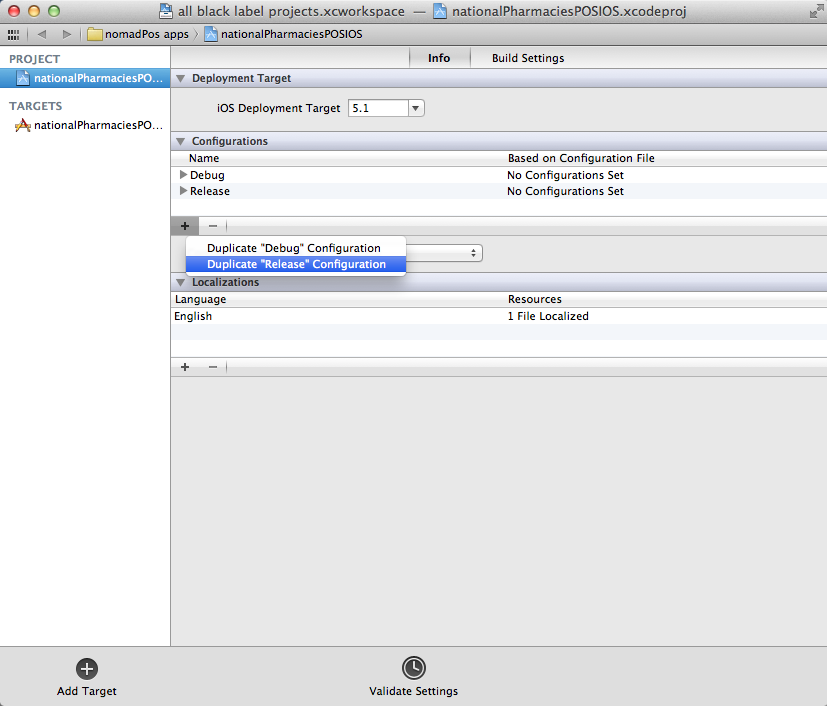 all black label projects.xcworkspace — nationalPharmaciesPOSIOS.xcodeproj
nomadPos apps nationalPharmaciesPOSIOS
PROJECT
nationalPharmaciesPO...
TARGETS
nationalPharmaciesPO...
Info Build Settings
Deployment Target
iOS Deployment Target 5.1
Configurations
Name Based on Configuration File
Debug No Configurations Set
Release No Configurations Set
Duplicate "Debug" Configuration
Duplicate "Release" Configuration
Localizations
Language Resources
English 1 File Localized
Add Target Validate Settings